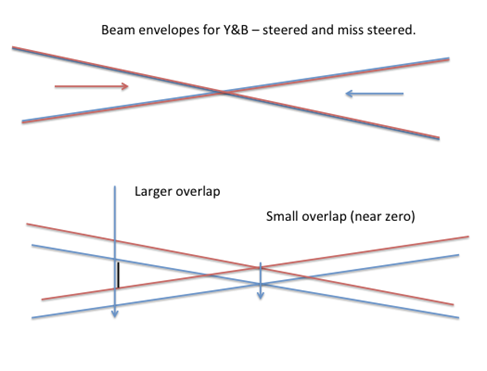 Beam envelopes for Y&B – steered and miss steered.
Larger overlap
Small overlap (near zero)